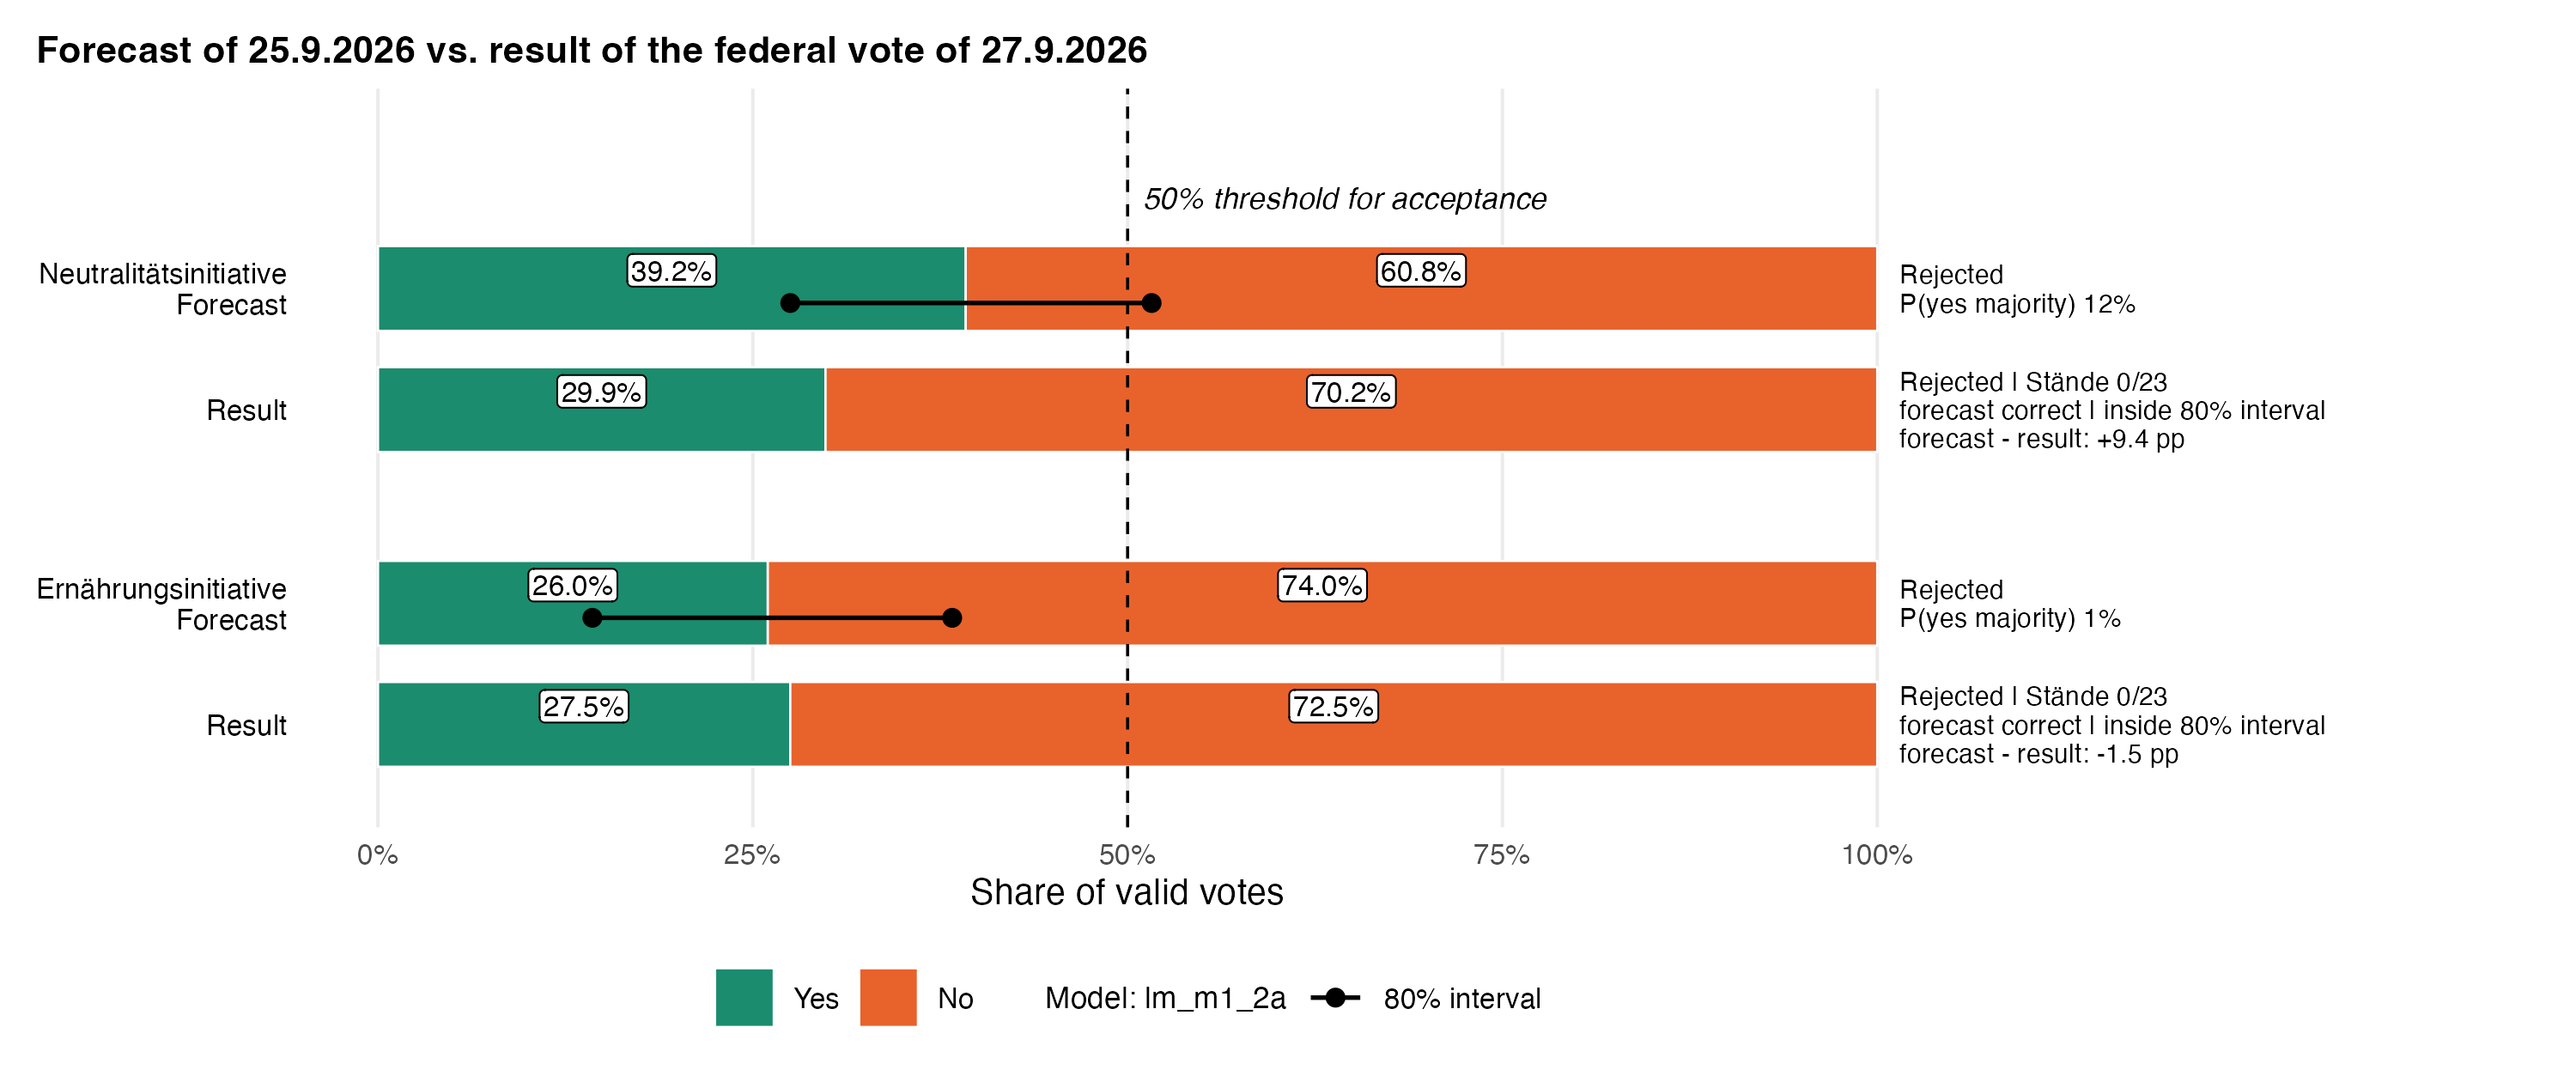 Forecast of 25.9.2026 vs. result of the federal vote of 27.9.2026
50% threshold for acceptance
Neutralitätsinitiative
Forecast
39.2%
60.8%
Rejected
P(yes majority) 12%
Result
29.9%
70.2%
Rejected | Stände 0/23
forecast correct | inside 80% interval
forecast - result: +9.4 pp
Ernährungsinitiative
Forecast
26.0%
74.0%
Rejected
P(yes majority) 1%
Result
27.5%
72.5%
Rejected | Stände 0/23
forecast correct | inside 80% interval
forecast - result: -1.5 pp
0% 25% 50% 75% 100%
Share of valid votes
Yes No Model: lm_m1_2a 80% interval